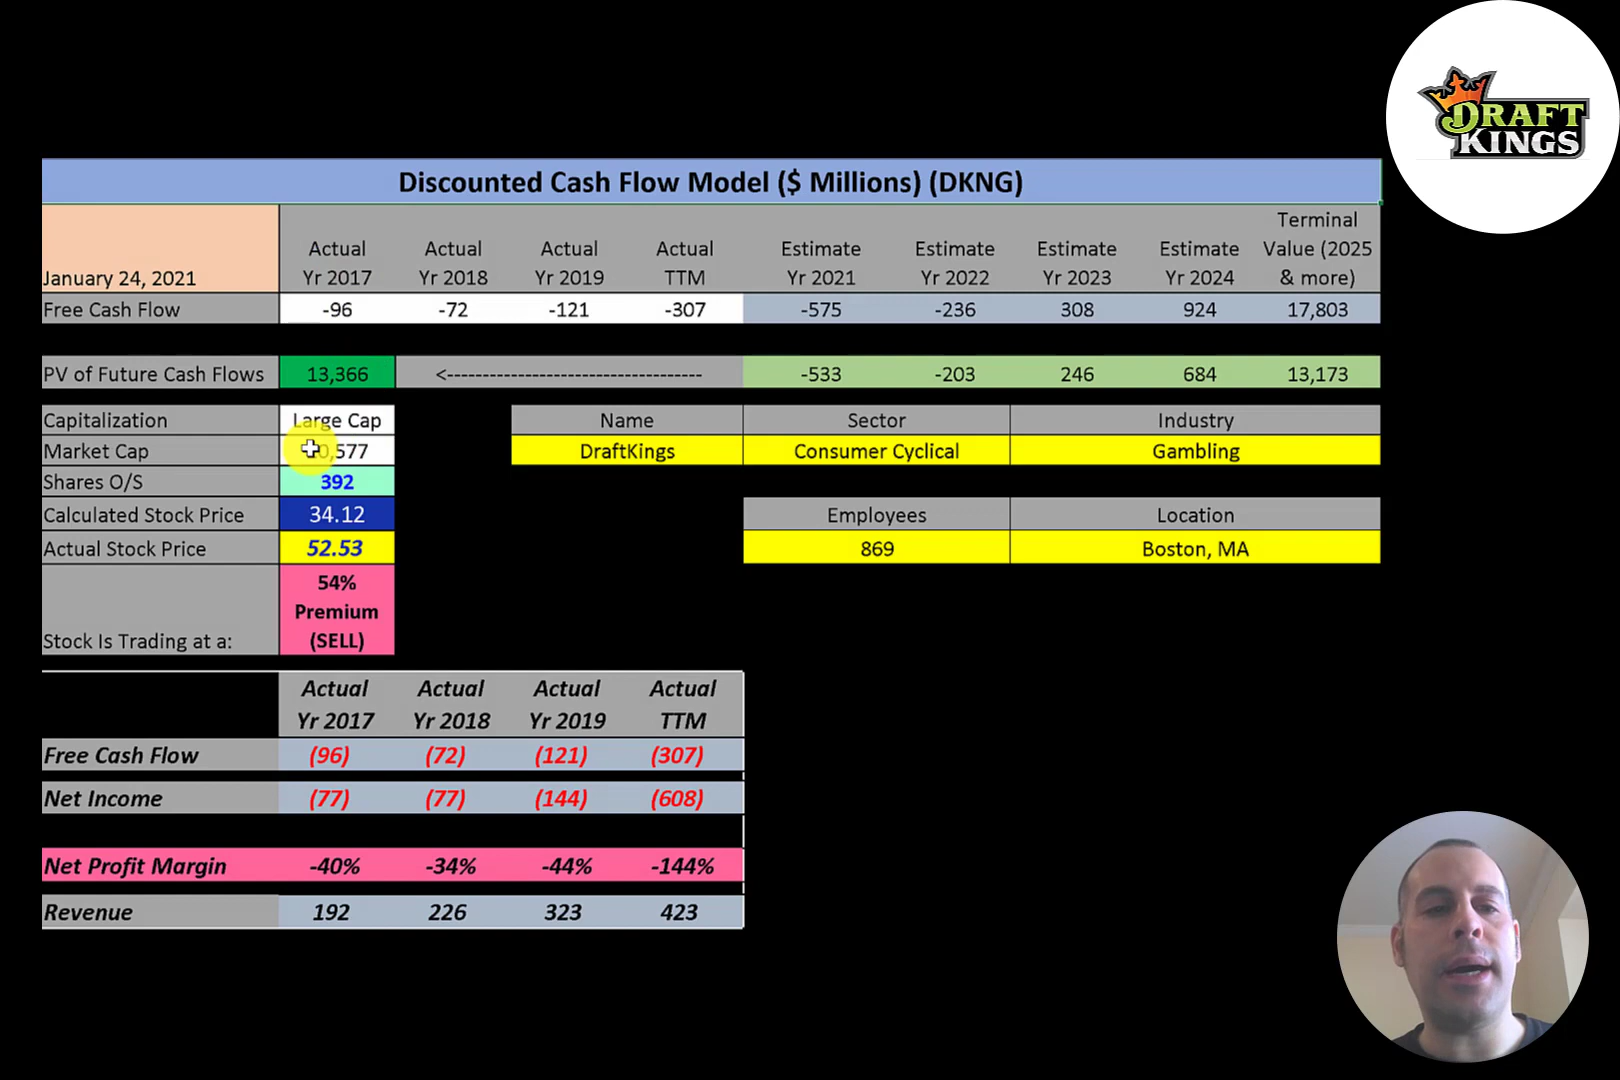 DRAFT
KINGS
Discounted Cash Flow Model ($ Millions) (DKNG)
January 24, 2021 Actual Yr 2017 Actual Yr 2018 Actual Yr 2019 Actual TTM Estimate Yr 2021 Estimate Yr 2022 Estimate Yr 2023 Estimate Yr 2024 Terminal Value (2025 & more)
Free Cash Flow -96 -72 -121 -307 -575 -236 308 924 17,803
PV of Future Cash Flows 13,366 <------------------------------------ -533 -203 246 684 13,173
Capitalization Large Cap Name Sector Industry
Market Cap DraftKings Consumer Cyclical Gambling
Shares O/S 392
Calculated Stock Price 34.12 Employees Location
Actual Stock Price 52.53 869 Boston, MA
Stock Is Trading at a: 54% Premium (SELL)
Actual Yr 2017 Actual Yr 2018 Actual Yr 2019 Actual TTM
Free Cash Flow (96) (72) (121) (307)
Net Income (77) (77) (144) (608)
Net Profit Margin -40% -34% -44% -144%
Revenue 192 226 323 423